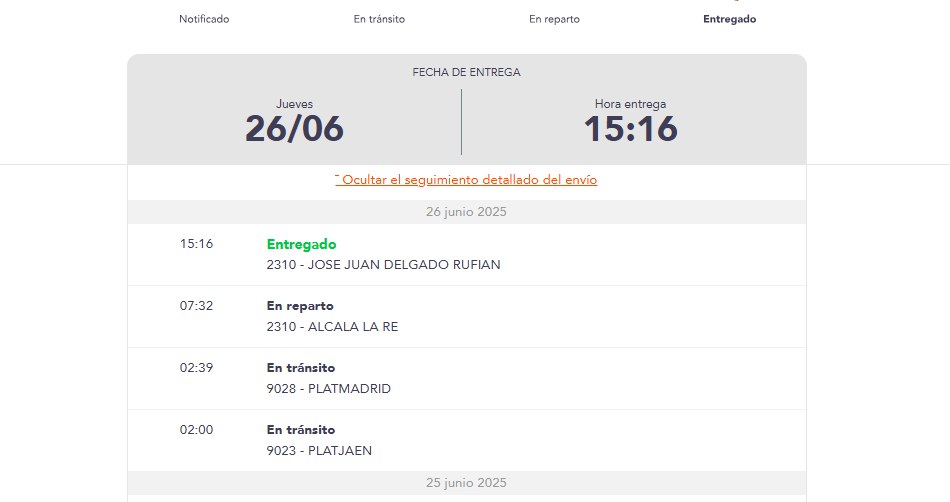 Notificado
En tránsito
En reparto
Entregado
FECHA DE ENTREGA
Jueves
26/06
Hora entrega
15:16
Ocultar el seguimiento detallado del envío
26 junio 2025
15:16
Entregado
2310 - JOSE JUAN DELGADO RUFIAN
07:32
En reparto
2310 - ALCALA LA RE
02:39
En tránsito
9028 - PLATMADRID
02:00
En tránsito
9023 - PLATJAEN
25 junio 2025